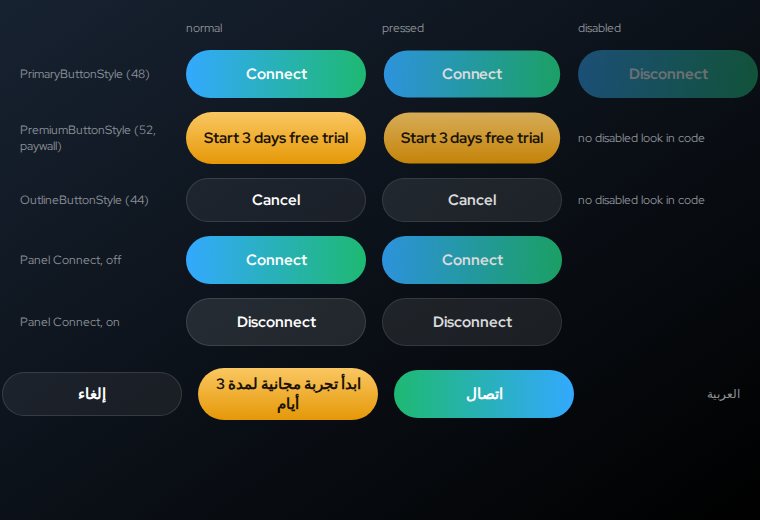 normal pressed disabled
PrimaryButtonStyle (48) Connect Connect Disconnect
PremiumButtonStyle (52,
paywall) Start 3 days free trial Start 3 days free trial no disabled look in code
OutlineButtonStyle (44) Cancel Cancel no disabled look in code
Panel Connect, off Connect Connect
Panel Connect, on Disconnect Disconnect
العربية
اتصال
ابدأ تجربة مجانية لمدة 3
أيام
إلغاء